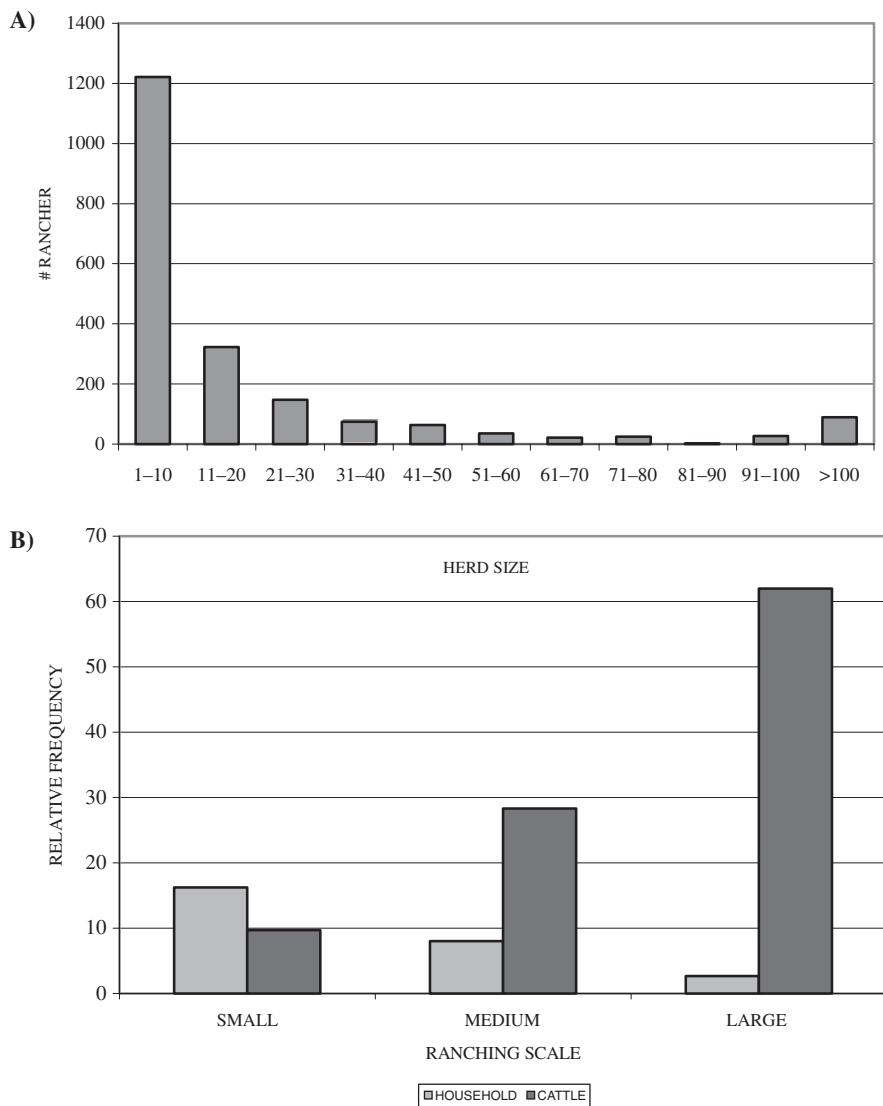 A)
1400
1200
1000
800
600
400
200
0
# RANCHER
1–10 11–20 21–30 31–40 41–50 51–60 61–70 71–80 81–90 91–100 >100
B)
HERD SIZE
70
60
50
40
30
20
10
0
RELATIVE FREQUENCY
SMALL MEDIUM LARGE
RANCHING SCALE
HOUSEHOLD CATTLE